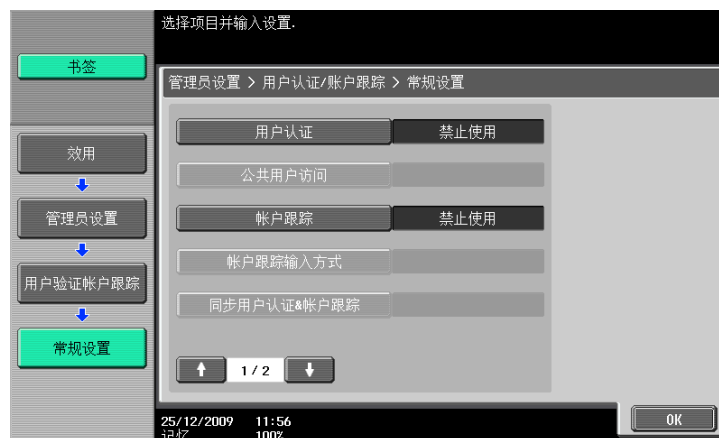 选择项目并输入设置.
书签
管理员设置 > 用户认证/账户跟踪 > 常规设置
用户认证 禁止使用
效用
公共用户访问
管理员设置
帐户跟踪 禁止使用
帐户跟踪输入方式
用户验证帐户跟踪
同步用户认证&帐户跟踪
常规设置
1/2
25/12/2009 11:56
记忆 100%
OK